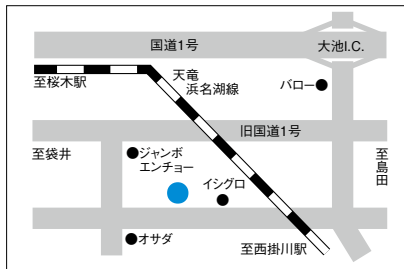 国道1号
大池I.C.
至桜木駅
天竜
浜名湖線
バロー
旧国道1号
至袋井
ジャンボ
エンチョー
至島田
イシグロ
オサダ
至西掛川駅